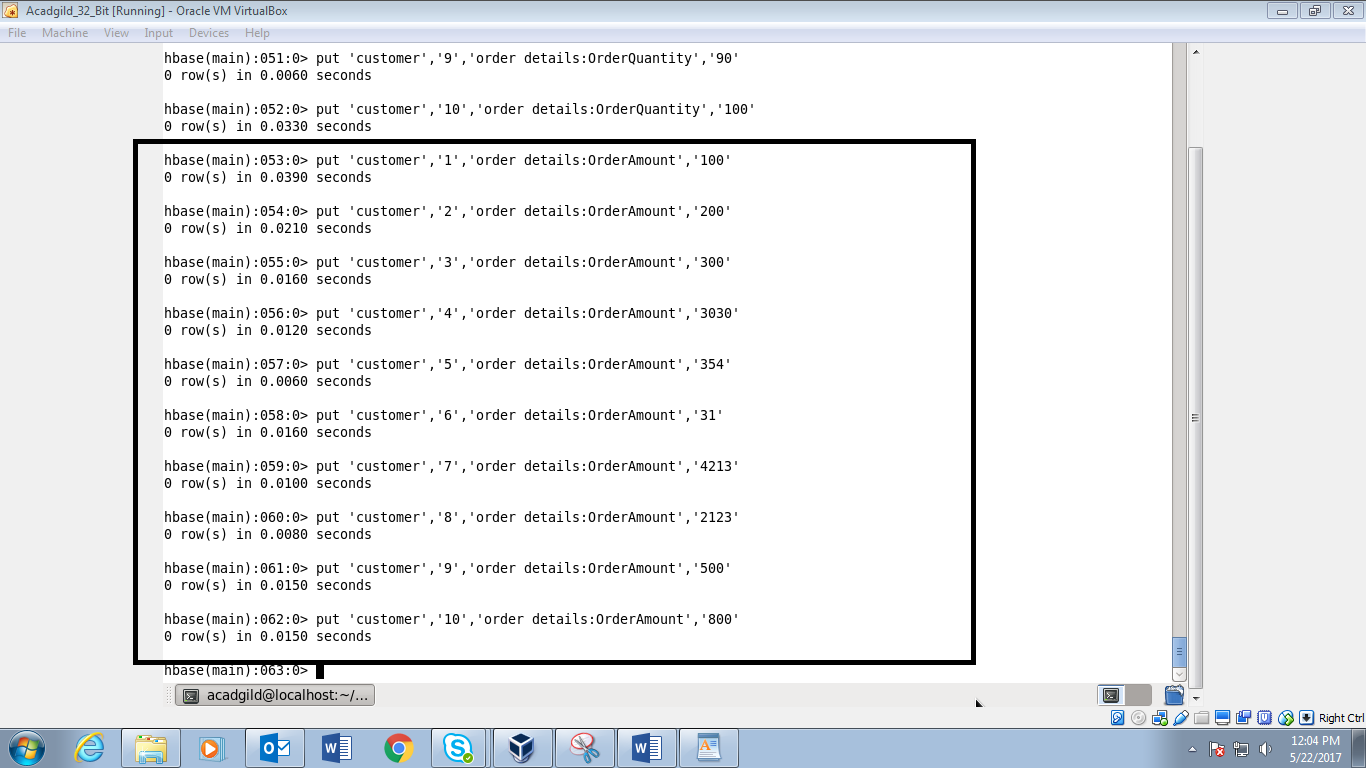 Acadgild_32_Bit [Running] - Oracle VM VirtualBox
File Machine View Input Devices Help
hbase(main):051:0> put 'customer','9','order details:OrderQuantity','90'
0 row(s) in 0.0060 seconds
hbase(main):052:0> put 'customer','10','order details:OrderQuantity','100'
0 row(s) in 0.0330 seconds
hbase(main):053:0> put 'customer','1','order details:OrderAmount','100'
0 row(s) in 0.0390 seconds
hbase(main):054:0> put 'customer','2','order details:OrderAmount','200'
0 row(s) in 0.0210 seconds
hbase(main):055:0> put 'customer','3','order details:OrderAmount','300'
0 row(s) in 0.0160 seconds
hbase(main):056:0> put 'customer','4','order details:OrderAmount','3030'
0 row(s) in 0.0120 seconds
hbase(main):057:0> put 'customer','5','order details:OrderAmount','354'
0 row(s) in 0.0060 seconds
hbase(main):058:0> put 'customer','6','order details:OrderAmount','31'
0 row(s) in 0.0160 seconds
hbase(main):059:0> put 'customer','7','order details:OrderAmount','4213'
0 row(s) in 0.0100 seconds
hbase(main):060:0> put 'customer','8','order details:OrderAmount','2123'
0 row(s) in 0.0080 seconds
hbase(main):061:0> put 'customer','9','order details:OrderAmount','500'
0 row(s) in 0.0150 seconds
hbase(main):062:0> put 'customer','10','order details:OrderAmount','800'
0 row(s) in 0.0150 seconds
hbase(main):063:0>
acadgild@localhost:~/...
Right Ctrl
12:04 PM
5/22/2017